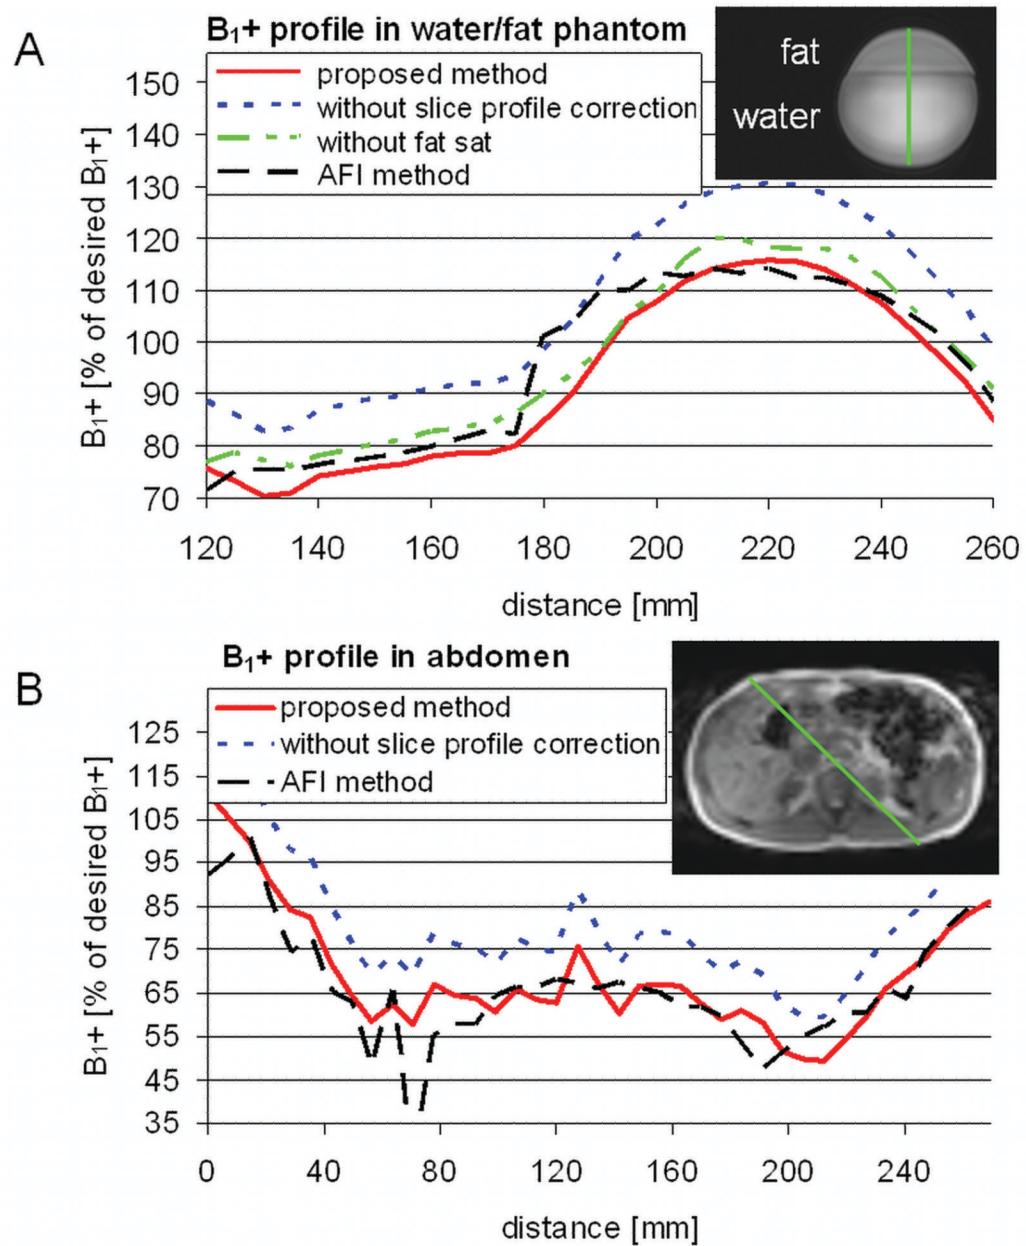 A
B₁+ profile in water/fat phantom
proposed method
without slice profile correction
without fat sat
AFI method
fat
water
B₁+ [% of desired B₁+]
150
140
130
120
110
100
90
80
70
120 140 160 180 200 220 240 260
distance [mm]
B
B₁+ profile in abdomen
proposed method
without slice profile correction
AFI method
B₁+ [% of desired B₁+]
125
115
105
95
85
75
65
55
45
35
0 40 80 120 160 200 240
distance [mm]